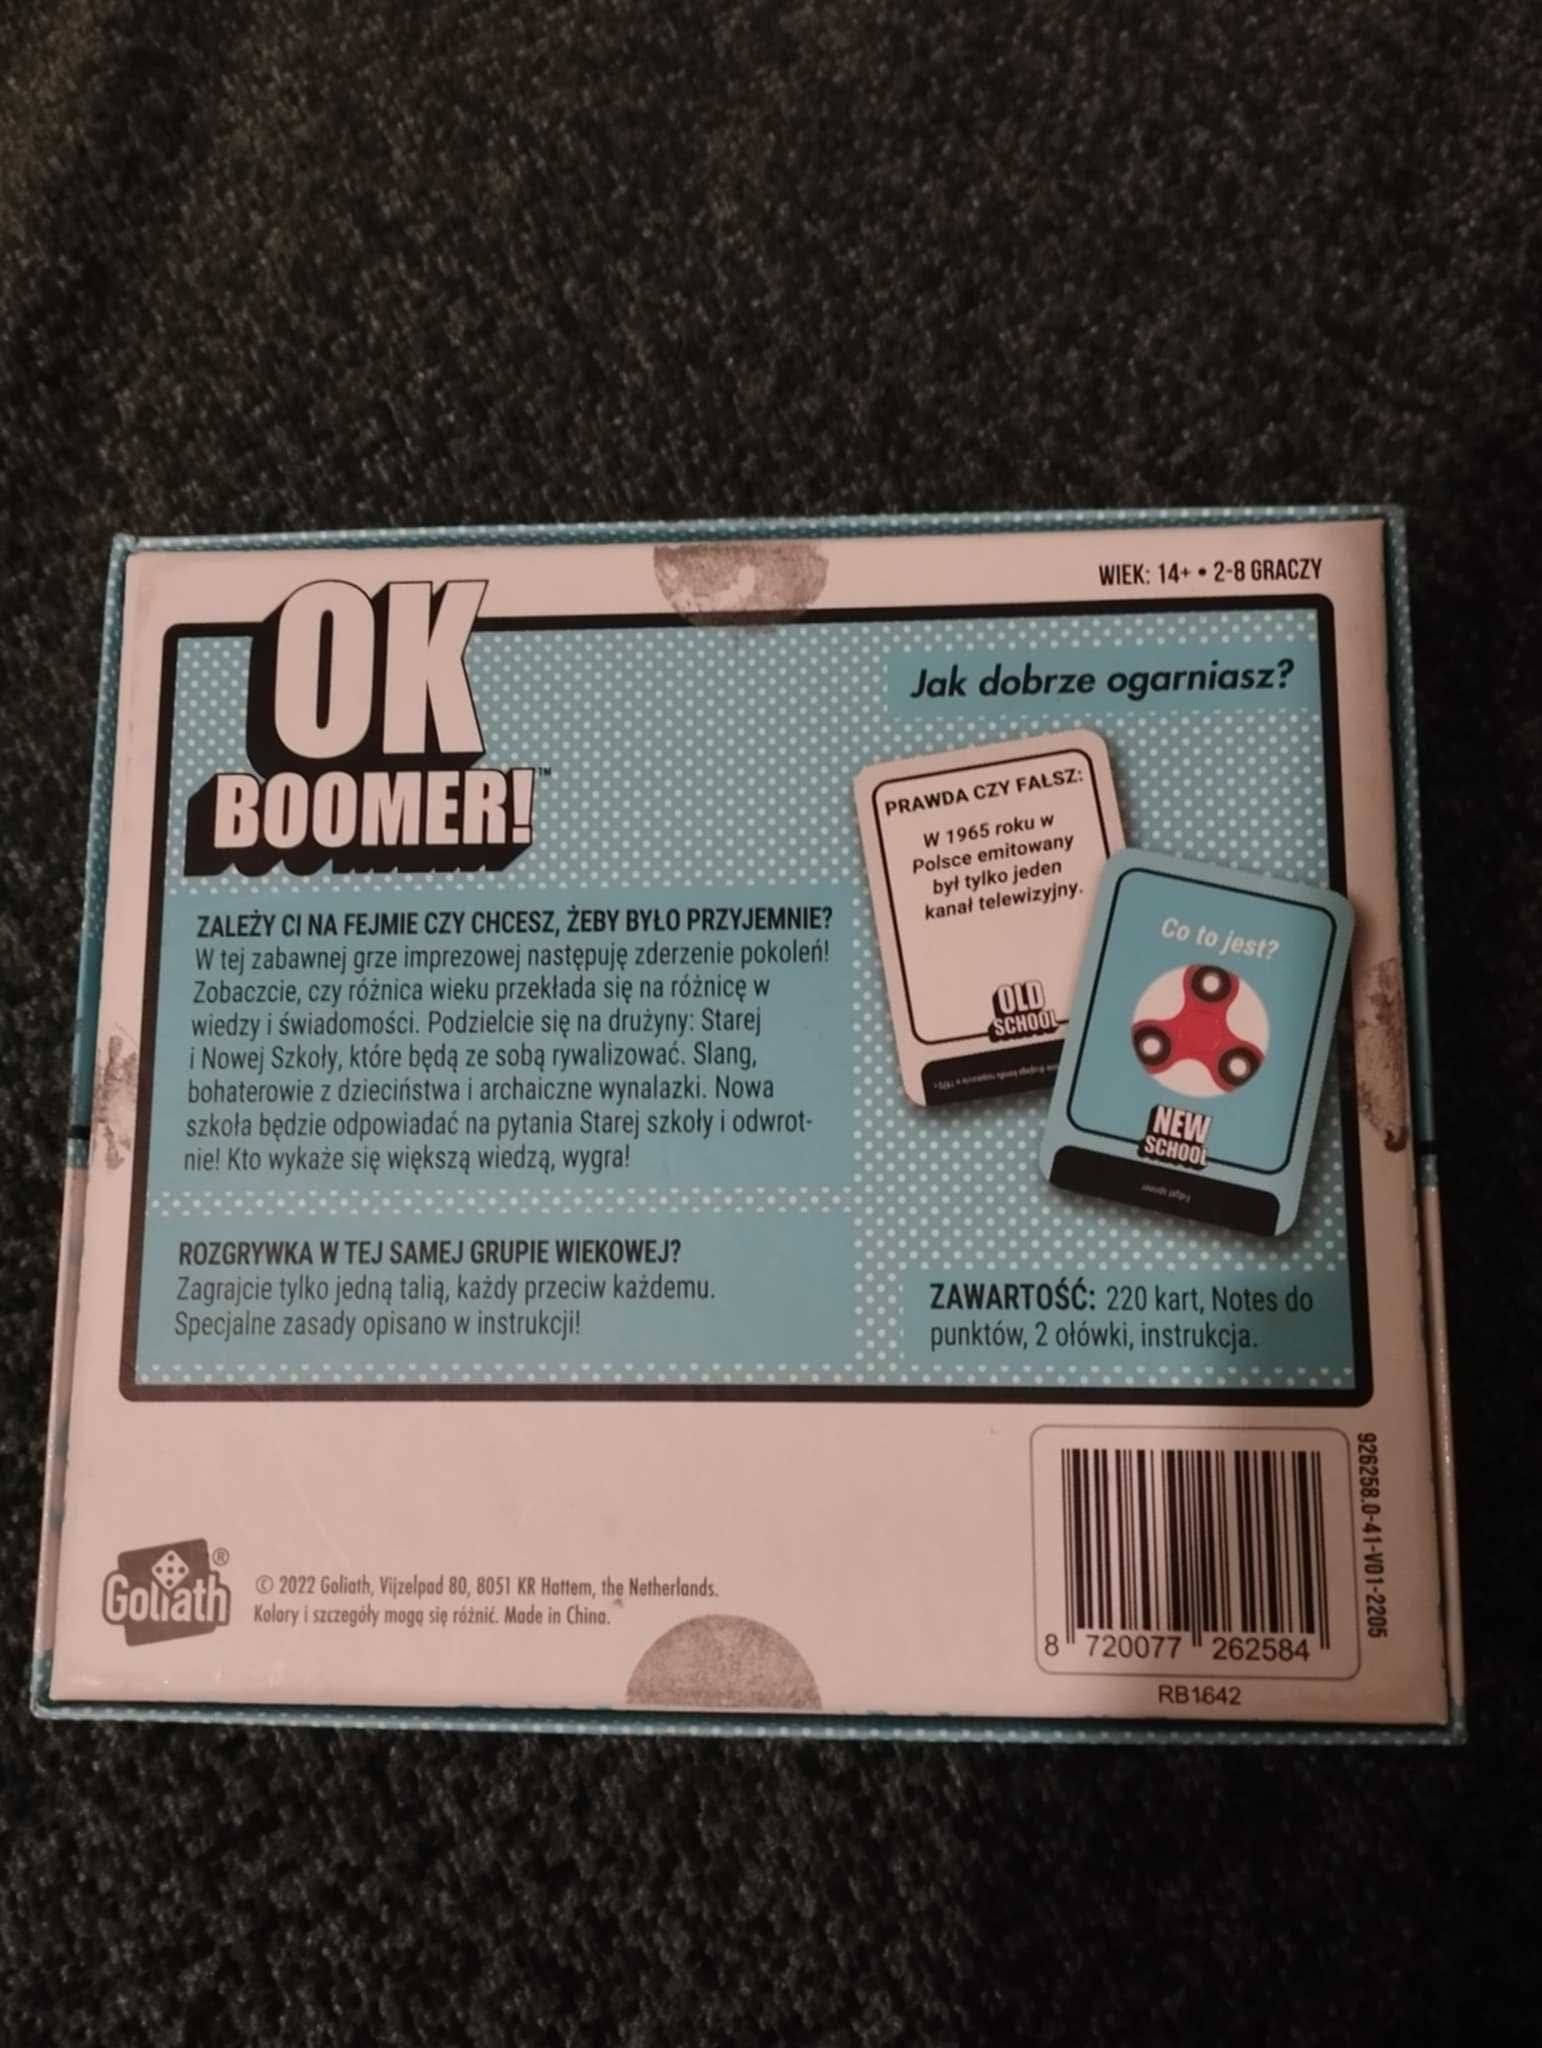 WIEK: 14+ • 2-8 GRACZY
OK
BOOMER!™
Jak dobrze ogarniasz?
PRAWDA CZY FAŁSZ:
W 1965 roku w
Polsce emitowany
był tylko jeden
kanał telewizyjny.
OLD
SCHOOL
Co to jest?
NEW
SCHOOL
Fidget spinner
ZALEŻY CI NA FEJMIE CZY CHCESZ, ŻEBY BYŁO PRZYJEMNIE?
W tej zabawnej grze imprezowej następuję zderzenie pokoleń!
Zobaczcie, czy różnica wieku przekłada się na różnicę w
wiedzy i świadomości. Podzielcie się na drużyny: Starej
i Nowej Szkoły, które będą ze sobą rywalizować. Slang,
bohaterowie z dzieciństwa i archaiczne wynalazki. Nowa
szkoła będzie odpowiadać na pytania Starej szkoły i odwrot-
nie! Kto wykaże się większą wiedzą, wygra!
ROZGRYWKA W TEJ SAMEJ GRUPIE WIEKOWEJ?
Zagrajcie tylko jedną talią, każdy przeciw każdemu.
Specjalne zasady opisano w instrukcji!
ZAWARTOŚĆ: 220 kart, Notes do
punktów, 2 ołówki, instrukcja.
Goliath®
© 2022 Goliath, Vijzelpad 80, 8051 KR Hattem, the Netherlands.
Kolory i szczegóły mogą się różnić. Made in China.
8 720077 262584
RB1642
926258.0-41-V01-2205